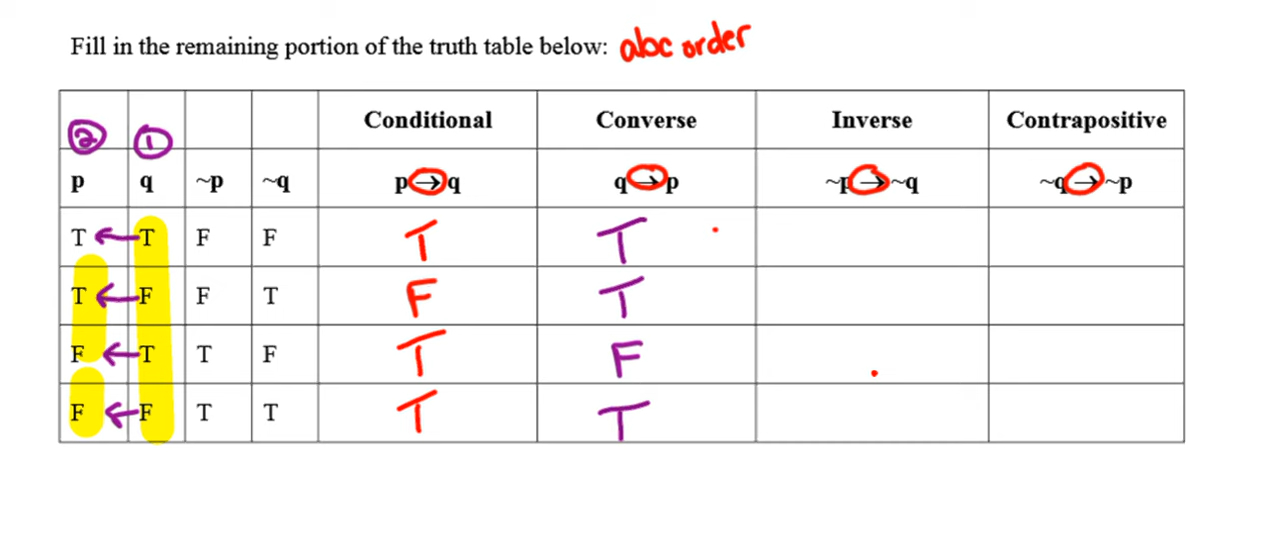 Fill in the remaining portion of the truth table below: abc order
② ① Conditional Converse Inverse Contrapositive
p q ~p ~q p→q q→p ~p→~q ~q→~p
T ← T F F T T
T ← F F T F T
F ← T T F T F
F ← F T T T T